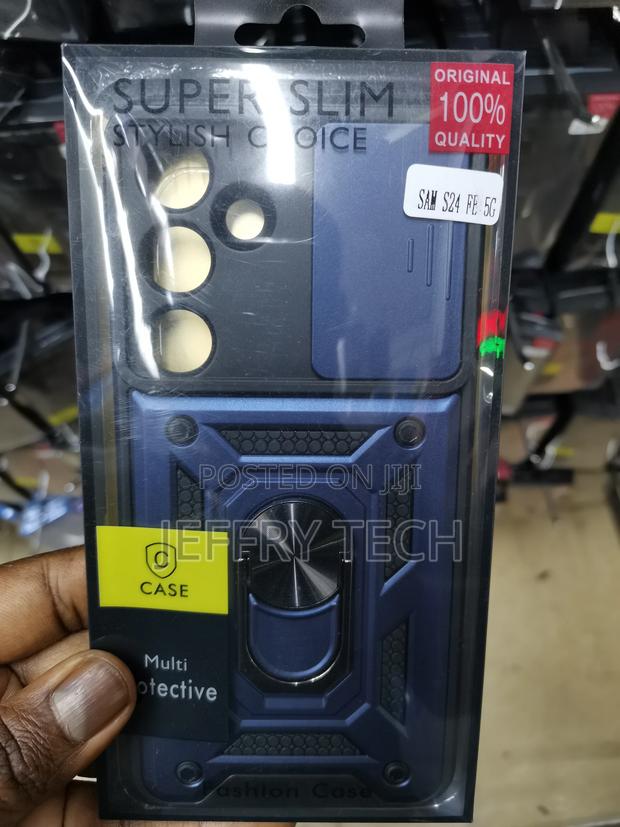 SUPER SLIM
STYLISH CHOICE
ORIGINAL
100%
QUALITY
SAM S24 FE 5G
POSTED ON JIJI
JEFFRY TECH
CASE
Multi
otective
Fashion Case